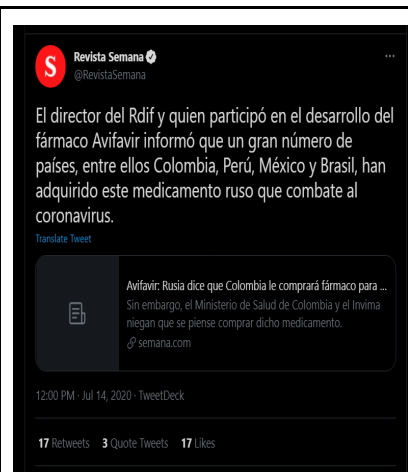 S
Revista Semana
@RevistaSemana
...
El director del Rdif y quien participó en el desarrollo del
fármaco Avifavir informó que un gran número de
países, entre ellos Colombia, Perú, México y Brasil, han
adquirido este medicamento ruso que combate al
coronavirus.
Translate Tweet
Avifavir: Rusia dice que Colombia le comprará fármaco para ...
Sin embargo, el Ministerio de Salud de Colombia y el Invima
niegan que se piense comprar dicho medicamento.
semana.com
12:00 PM · Jul 14, 2020 · TweetDeck
17 Retweets 3 Quote Tweets 17 Likes